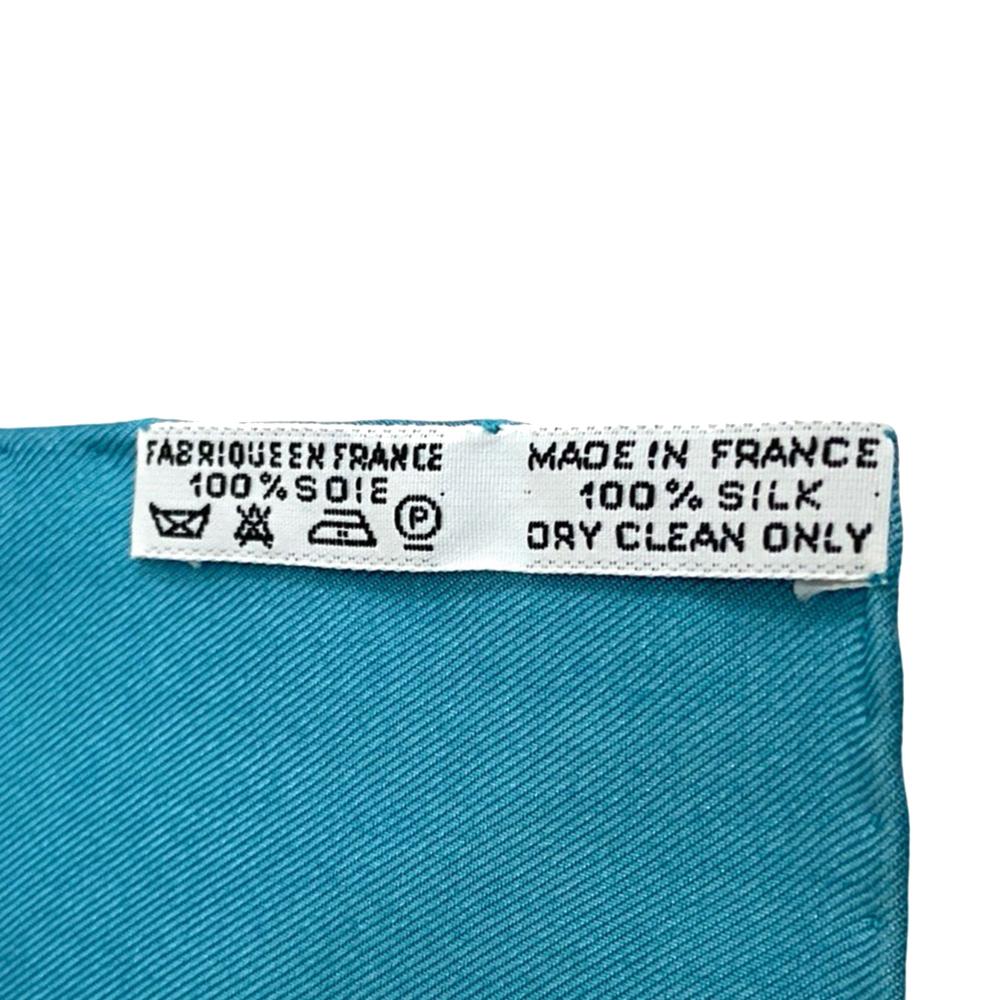 FABRIQUE EN FRANCE
100% SOIE
P
MADE IN FRANCE
100% SILK
DRY CLEAN ONLY